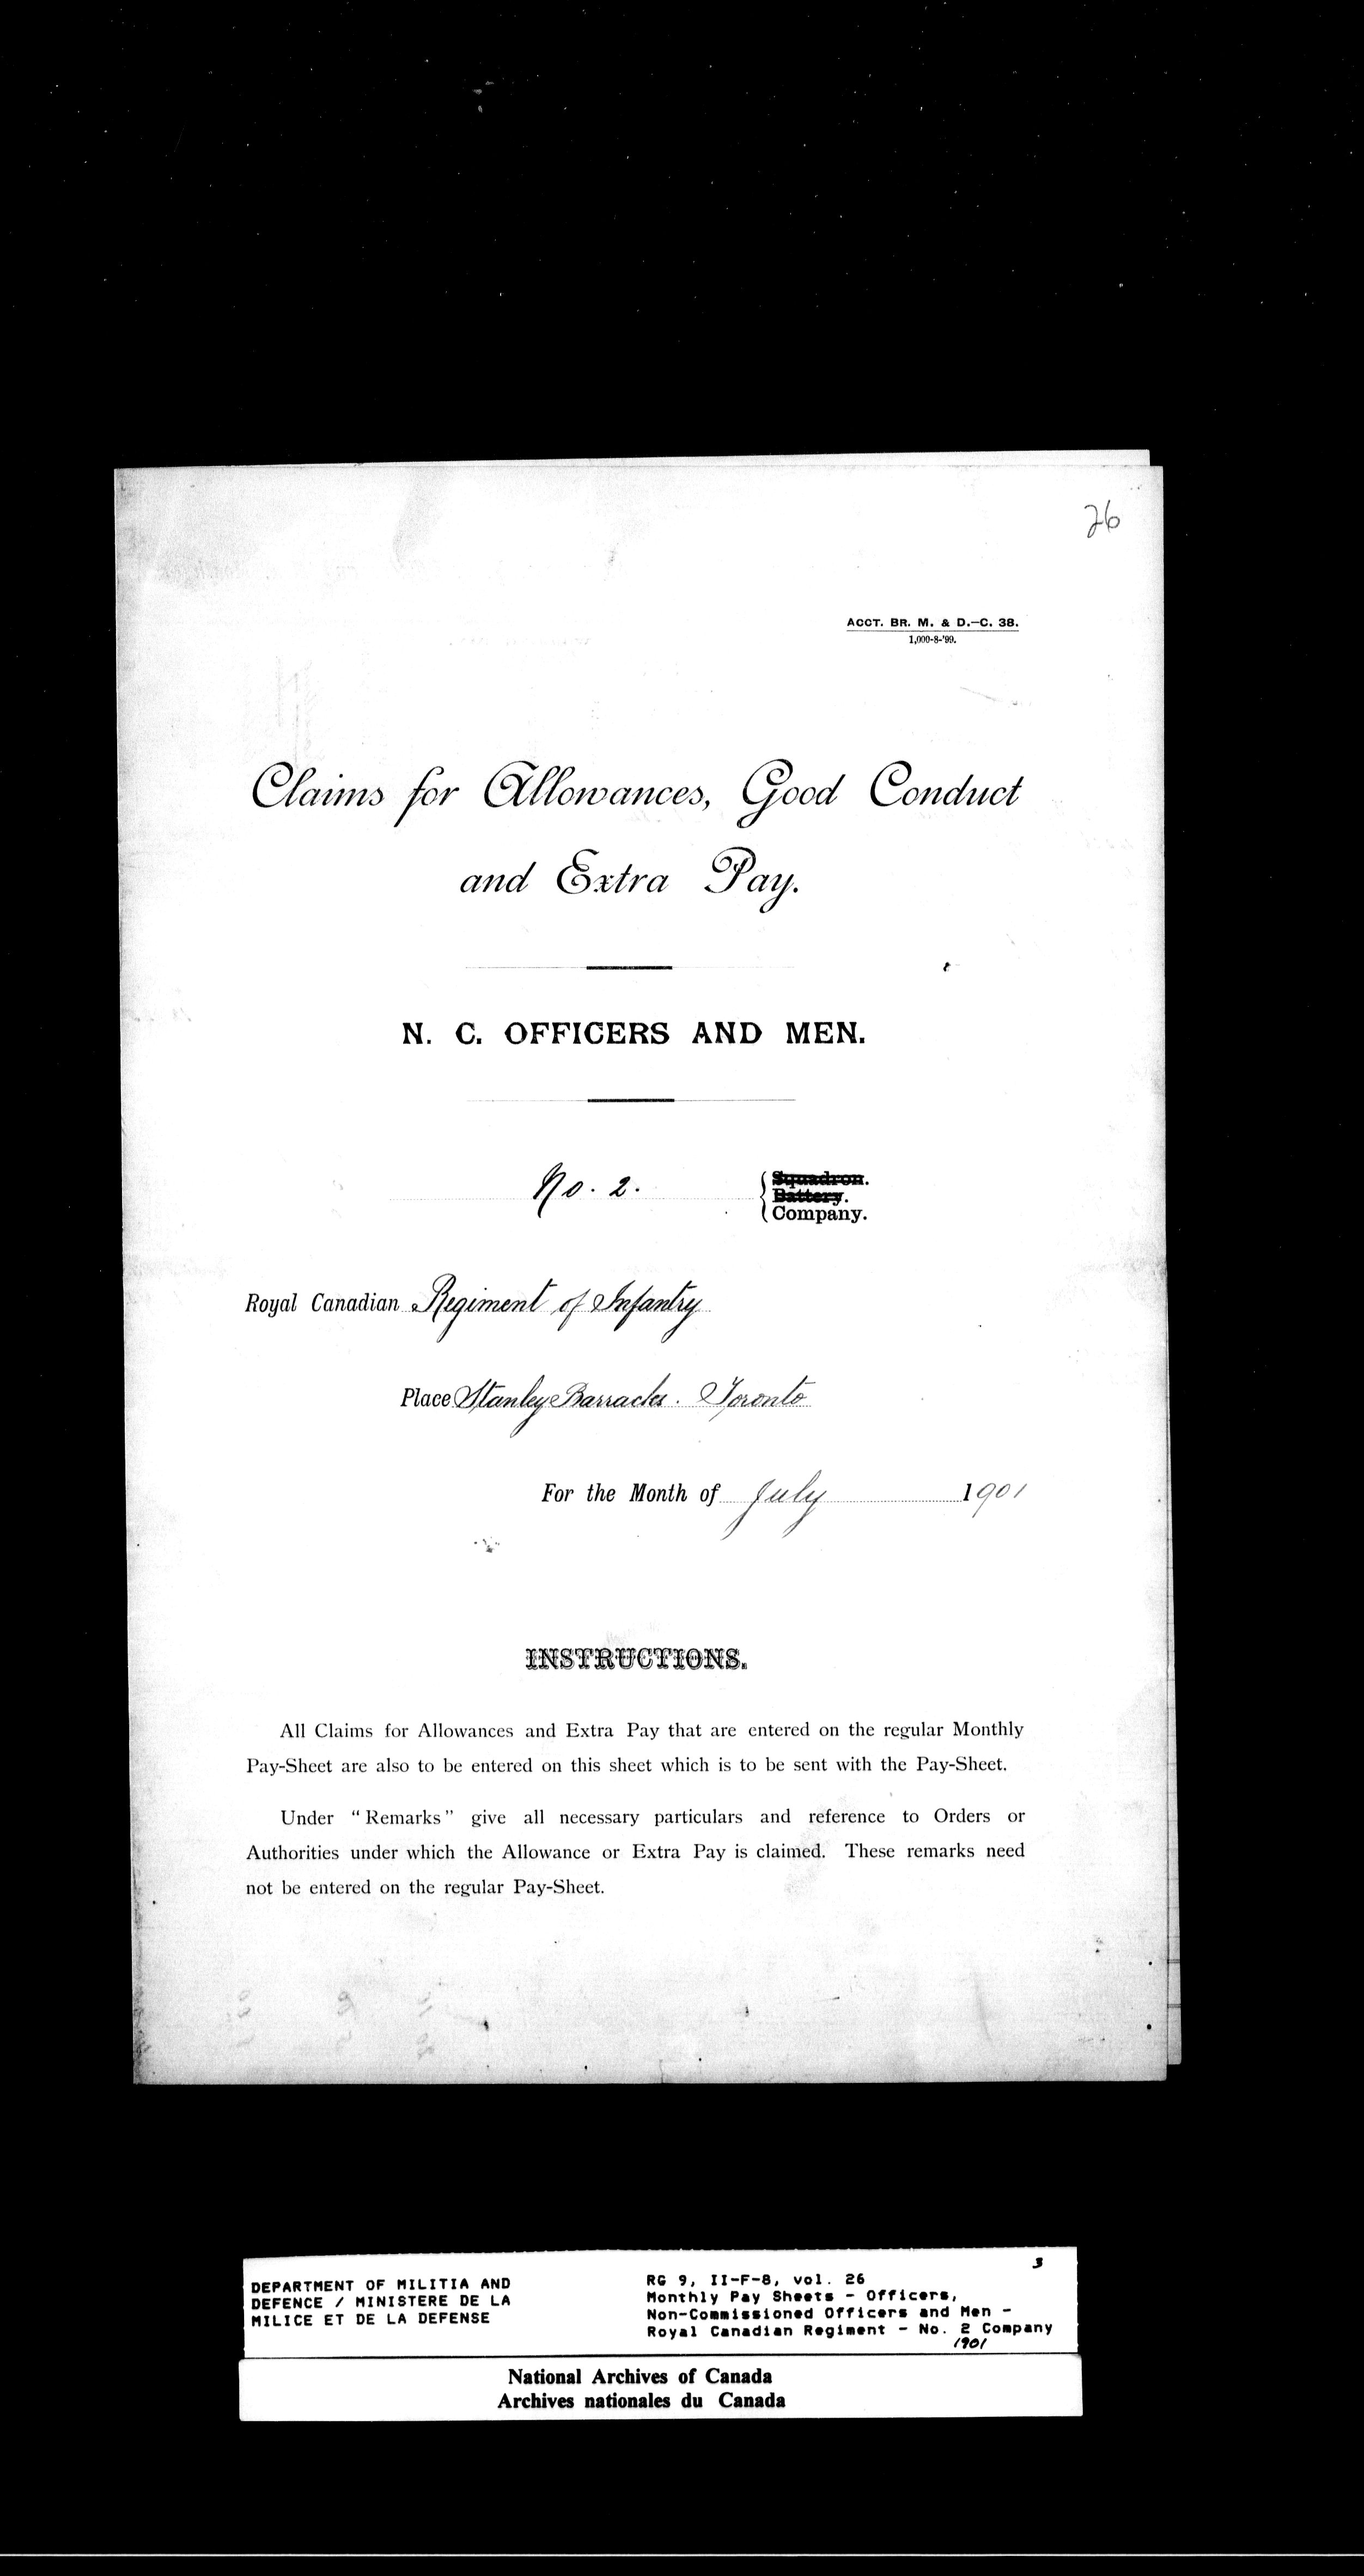 26
ACCT. BR. M. & D.—C. 38.
1,000-8-'99.
Claims for Allowances, Good Conduct
and Extra Pay.
N. C. OFFICERS AND MEN.
Squadron.
No. 2. Battery.
Company.
Royal Canadian Regiment of Infantry
Place Stanley Barracks. Toronto
For the Month of July 1901
INSTRUCTIONS.
All Claims for Allowances and Extra Pay that are entered on the regular Monthly
Pay-Sheet are also to be entered on this sheet which is to be sent with the Pay-Sheet.
Under "Remarks" give all necessary particulars and reference to Orders or
Authorities under which the Allowance or Extra Pay is claimed. These remarks need
not be entered on the regular Pay-Sheet.
3
DEPARTMENT OF MILITIA AND
DEFENCE / MINISTERE DE LA
MILICE ET DE LA DEFENSE
RG 9, II-F-8, vol. 26
Monthly Pay Sheets - Officers,
Non-Commissioned Officers and Men -
Royal Canadian Regiment - No. 2 Company
1901
National Archives of Canada
Archives nationales du Canada